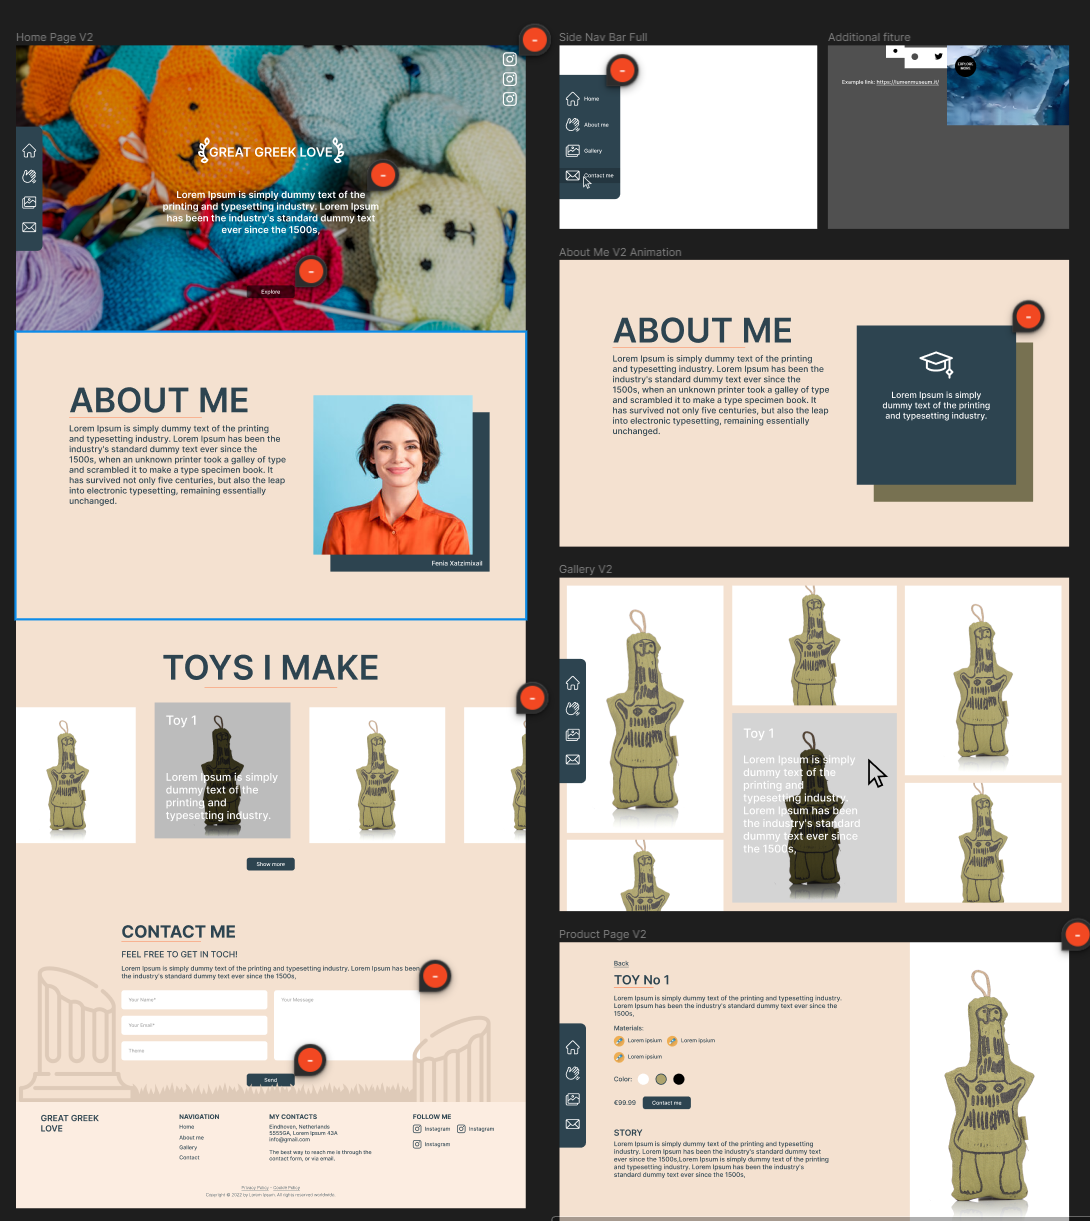 Home Page V2
GREAT GREEK LOVE
Lorem Ipsum is simply dummy text of the
printing and typesetting industry. Lorem Ipsum
has been the industry's standard dummy text
ever since the 1500s,
Explore
ABOUT ME
Lorem Ipsum is simply dummy text of the printing
and typesetting industry. Lorem Ipsum has been the
industry's standard dummy text ever since the
1500s, when an unknown printer took a galley of type
and scrambled it to make a type specimen book. It
has survived not only five centuries, but also the leap
into electronic typesetting, remaining essentially
unchanged.
Fenia Xatzimixail
TOYS I MAKE
Toy 1
Lorem Ipsum is simply
dummy text of the
printing and
typesetting industry.
Show more
CONTACT ME
FEEL FREE TO GET IN TOCH!
Lorem Ipsum is simply dummy text of the printing and typesetting industry. Lorem Ipsum has been
the industry's standard dummy text ever since the 1500s,
Your Name*
Your Message
Your Email*
Theme
Send
GREAT GREEK
LOVE
NAVIGATION
Home
About me
Gallery
Contact
MY CONTACTS
Eindhoven, Netherlands
5555GA, Lorem Ipsum 43A
info@gmail.com
The best way to reach me is through the
contact form, or via email.
FOLLOW ME
Instagram
Instagram
Instagram
Privacy Policy - Cookie Policy
Copyright © 2022 by Lorem Ipsum. All rights reserved worldwide.
Side Nav Bar Full
Home
About me
Gallery
Contact me
Additional fiture
Example link: https://lumenmuseum.it/
EXPLORE
MORE
About Me V2 Animation
ABOUT ME
Lorem Ipsum is simply dummy text of the printing
and typesetting industry. Lorem Ipsum has been the
industry's standard dummy text ever since the
1500s, when an unknown printer took a galley of type
and scrambled it to make a type specimen book. It
has survived not only five centuries, but also the leap
into electronic typesetting, remaining essentially
unchanged.
Lorem Ipsum is simply
dummy text of the printing
and typesetting industry.
Gallery V2
Toy 1
Lorem Ipsum is simply
dummy text of the
printing and
typesetting industry.
Lorem Ipsum has been
the industry's standard
dummy text ever since
the 1500s,
Product Page V2
Back
TOY No 1
Lorem Ipsum is simply dummy text of the printing and typesetting industry.
Lorem Ipsum has been the industry's standard dummy text ever since the
1500s,
Materials:
Lorem ipsium
Lorem ipsium
Lorem ipsium
Color:
€99.99
Contact me
STORY
Lorem Ipsum is simply dummy text of the printing and typesetting
industry. Lorem Ipsum has been the industry's standard dummy text
ever since the 1500s,Lorem Ipsum is simply dummy text of the printing
and typesetting industry. Lorem Ipsum has been the industry's
standard dummy text ever since the 1500s,